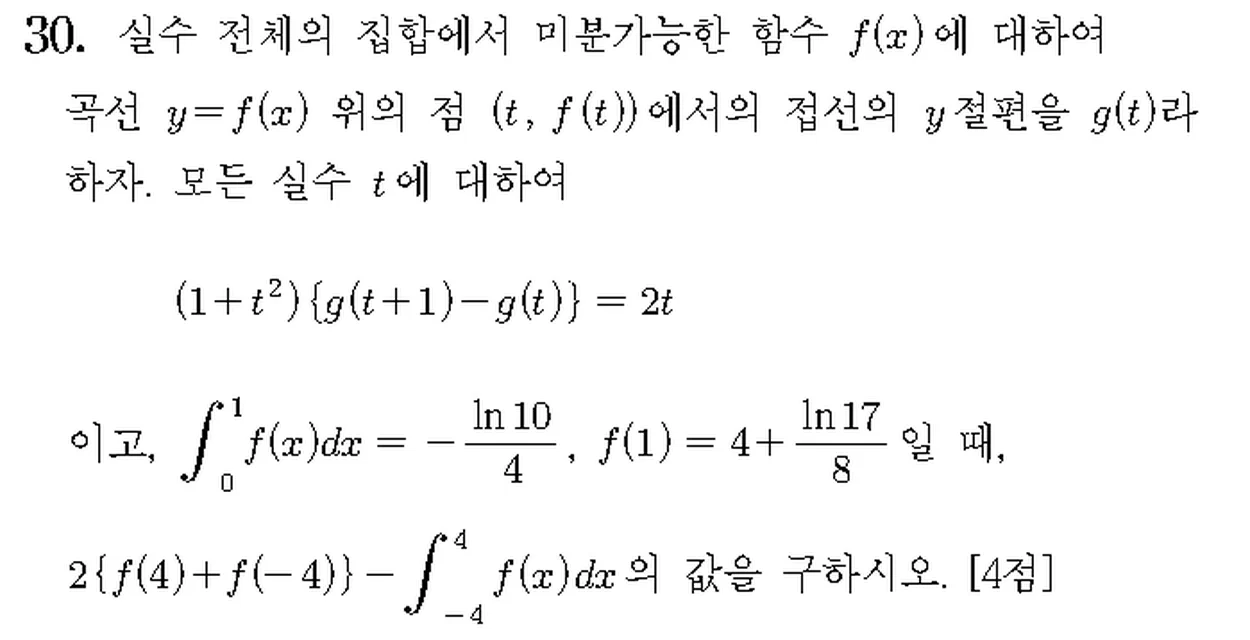 30. 실수 전체의 집합에서 미분가능한 함수 f(x)에 대하여
곡선 y=f(x) 위의 점 (t, f(t))에서의 접선의 y절편을 g(t)라
하자. 모든 실수 t에 대하여
(1+t²){g(t+1)-g(t)} = 2t
이고, ∫₀¹ f(x)dx = -\frac{ln 10}{4}, f(1) = 4+\frac{ln 17}{8} 일 때,
2{f(4)+f(-4)} - ∫₋₄⁴ f(x)dx의 값을 구하시오. [4점]